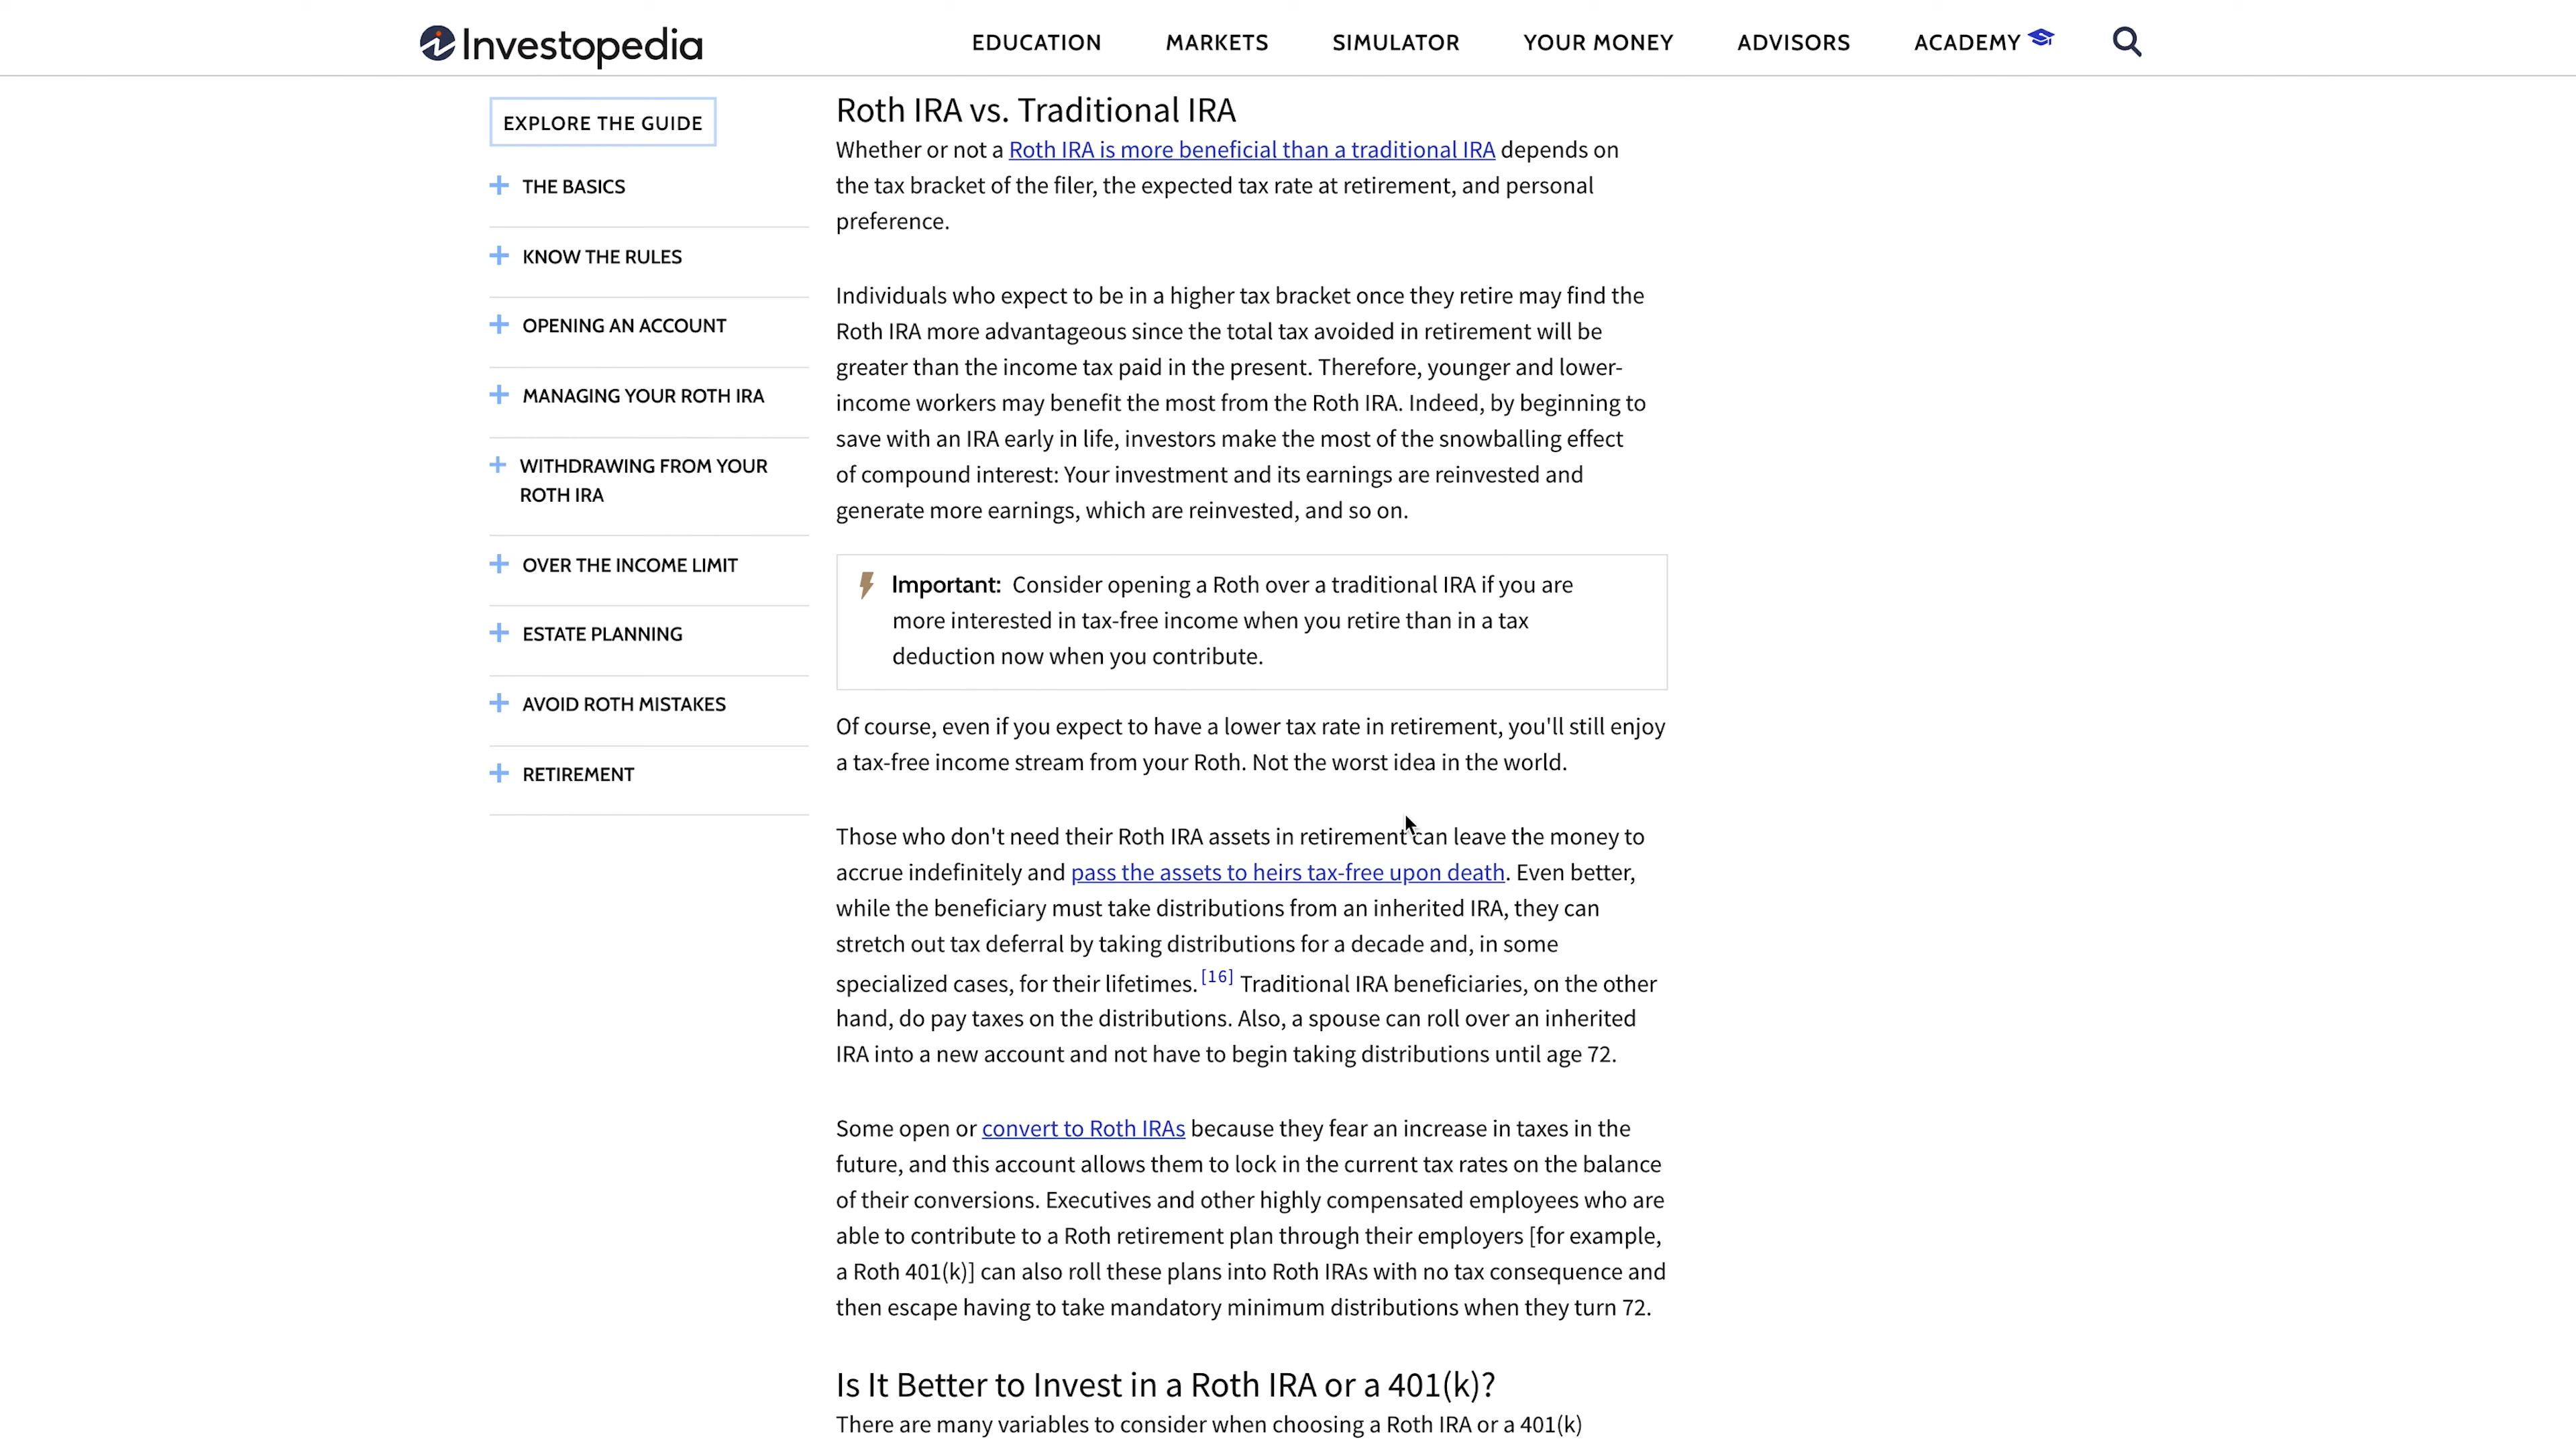 Investopedia
EDUCATION MARKETS SIMULATOR YOUR MONEY ADVISORS ACADEMY
EXPLORE THE GUIDE
THE BASICS
KNOW THE RULES
OPENING AN ACCOUNT
MANAGING YOUR ROTH IRA
WITHDRAWING FROM YOUR
ROTH IRA
OVER THE INCOME LIMIT
ESTATE PLANNING
AVOID ROTH MISTAKES
RETIREMENT
Roth IRA vs. Traditional IRA
Whether or not a Roth IRA is more beneficial than a traditional IRA depends on
the tax bracket of the filer, the expected tax rate at retirement, and personal
preference.
Individuals who expect to be in a higher tax bracket once they retire may find the
Roth IRA more advantageous since the total tax avoided in retirement will be
greater than the income tax paid in the present. Therefore, younger and lower-
income workers may benefit the most from the Roth IRA. Indeed, by beginning to
save with an IRA early in life, investors make the most of the snowballing effect
of compound interest: Your investment and its earnings are reinvested and
generate more earnings, which are reinvested, and so on.
Important: Consider opening a Roth over a traditional IRA if you are
more interested in tax-free income when you retire than in a tax
deduction now when you contribute.
Of course, even if you expect to have a lower tax rate in retirement, you'll still enjoy
a tax-free income stream from your Roth. Not the worst idea in the world.
Those who don't need their Roth IRA assets in retirement can leave the money to
accrue indefinitely and pass the assets to heirs tax-free upon death. Even better,
while the beneficiary must take distributions from an inherited IRA, they can
stretch out tax deferral by taking distributions for a decade and, in some
specialized cases, for their lifetimes. [16] Traditional IRA beneficiaries, on the other
hand, do pay taxes on the distributions. Also, a spouse can roll over an inherited
IRA into a new account and not have to begin taking distributions until age 72.
Some open or convert to Roth IRAs because they fear an increase in taxes in the
future, and this account allows them to lock in the current tax rates on the balance
of their conversions. Executives and other highly compensated employees who are
able to contribute to a Roth retirement plan through their employers [for example,
a Roth 401(k)] can also roll these plans into Roth IRAs with no tax consequence and
then escape having to take mandatory minimum distributions when they turn 72.
Is It Better to Invest in a Roth IRA or a 401(k)?
There are many variables to consider when choosing a Roth IRA or a 401(k)